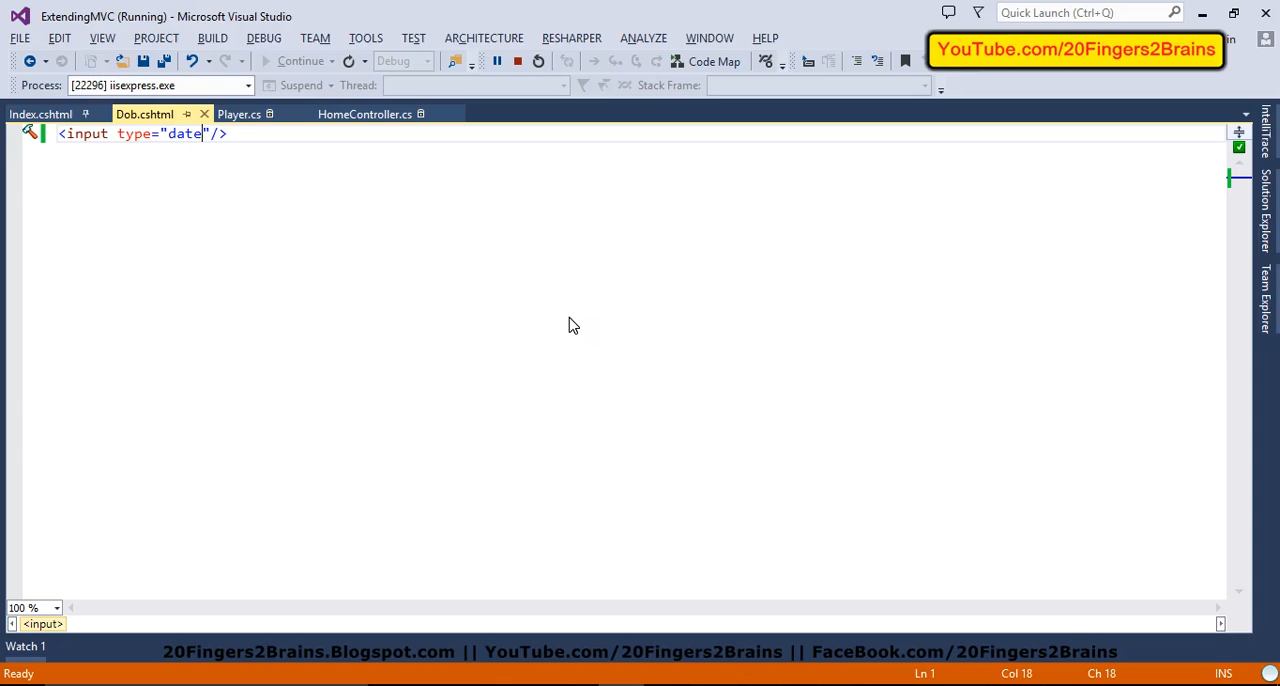 ExtendingMVC (Running) - Microsoft Visual Studio
Quick Launch (Ctrl+Q)
FILE EDIT VIEW PROJECT BUILD DEBUG TEAM TOOLS TEST ARCHITECTURE RESHARPER ANALYZE WINDOW HELP
in
YouTube.com/20Fingers2Brains
Continue Debug Code Map
Process: [22296] iisexpress.exe Suspend Thread: Stack Frame:
Index.cshtml Dob.cshtml Player.cs HomeController.cs
<input type="date"/>
IntelliTrace
Solution Explorer
Team Explorer
100 %
<input>
Watch 1
20Fingers2Brains.Blogspot.com || YouTube.com/20Fingers2Brains || FaceBook.com/20Fingers2Brains
Ready Ln 1 Col 18 Ch 18 INS